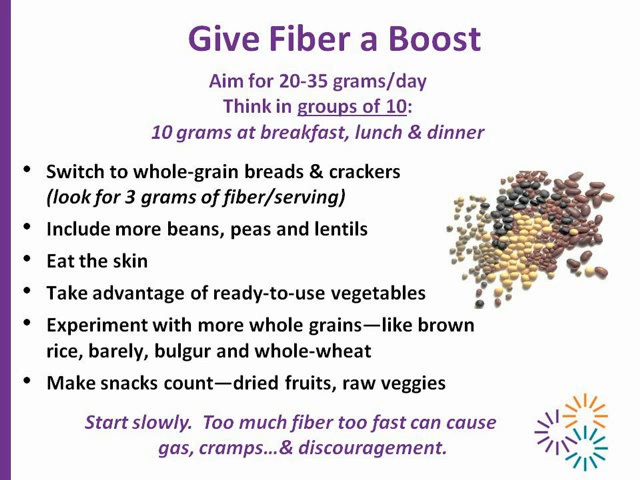 Give Fiber a Boost
Aim for 20-35 grams/day
Think in groups of 10:
10 grams at breakfast, lunch & dinner
• Switch to whole-grain breads & crackers
(look for 3 grams of fiber/serving)
• Include more beans, peas and lentils
• Eat the skin
• Take advantage of ready-to-use vegetables
• Experiment with more whole grains—like brown
rice, barely, bulgur and whole-wheat
• Make snacks count—dried fruits, raw veggies
Start slowly.  Too much fiber too fast can cause
gas, cramps…& discouragement.